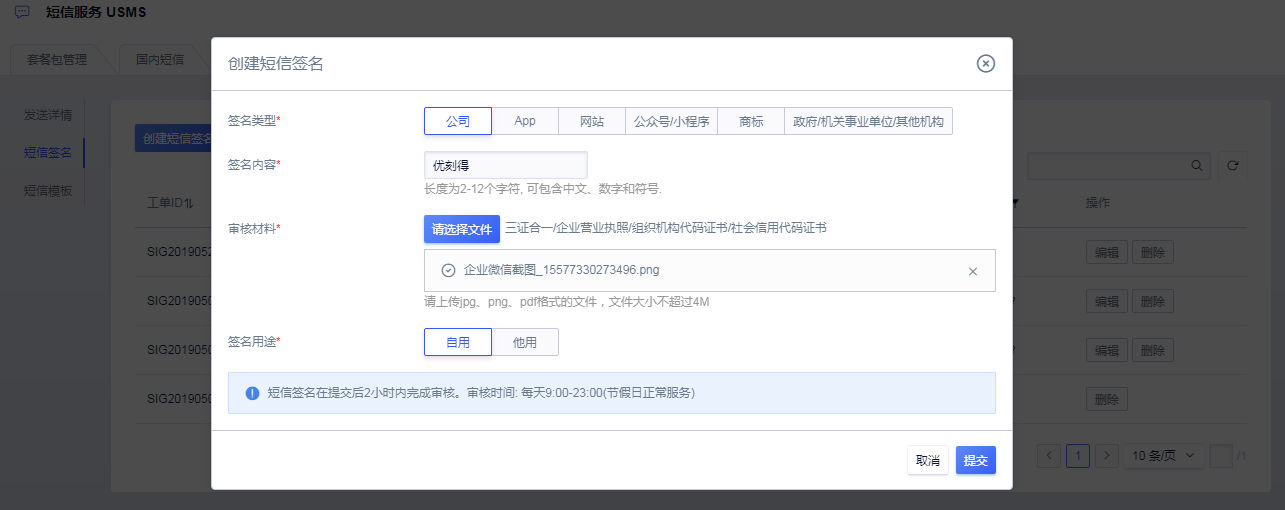 短信服务 USMS
套餐包管理
国内短信
创建短信签名
发送详情
短信签名
短信模板
创建短信签名
签名类型*
公司
App
网站
公众号/小程序
商标
政府/机关事业单位/其他机构
签名内容*
优刻得
长度为2-12个字符, 可包含中文、数字和符号.
审核材料*
请选择文件
三证合一/企业营业执照/组织机构代码证书/社会信用代码证书
企业微信截图_15577330273496.png
请上传jpg、png、pdf格式的文件，文件大小不超过4M
签名用途*
自用
他用
短信签名在提交后2小时内完成审核。审核时间: 每天9:00-23:00(节假日正常服务)
取消
提交
工单ID
操作
SIG2019052
编辑
删除
SIG2019050
编辑
删除
SIG2019050
编辑
删除
SIG2019050
删除
1
10 条/页
/1